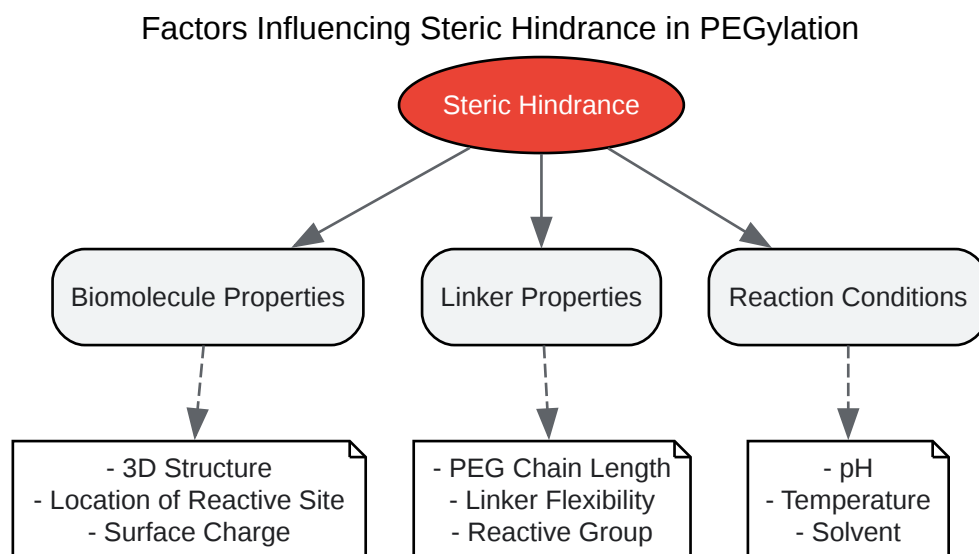 Factors Influencing Steric Hindrance in PEGylation
Steric Hindrance
Biomolecule Properties
Linker Properties
Reaction Conditions
- 3D Structure
- Location of Reactive Site
- Surface Charge
- PEG Chain Length
- Linker Flexibility
- Reactive Group
- pH
- Temperature
- Solvent